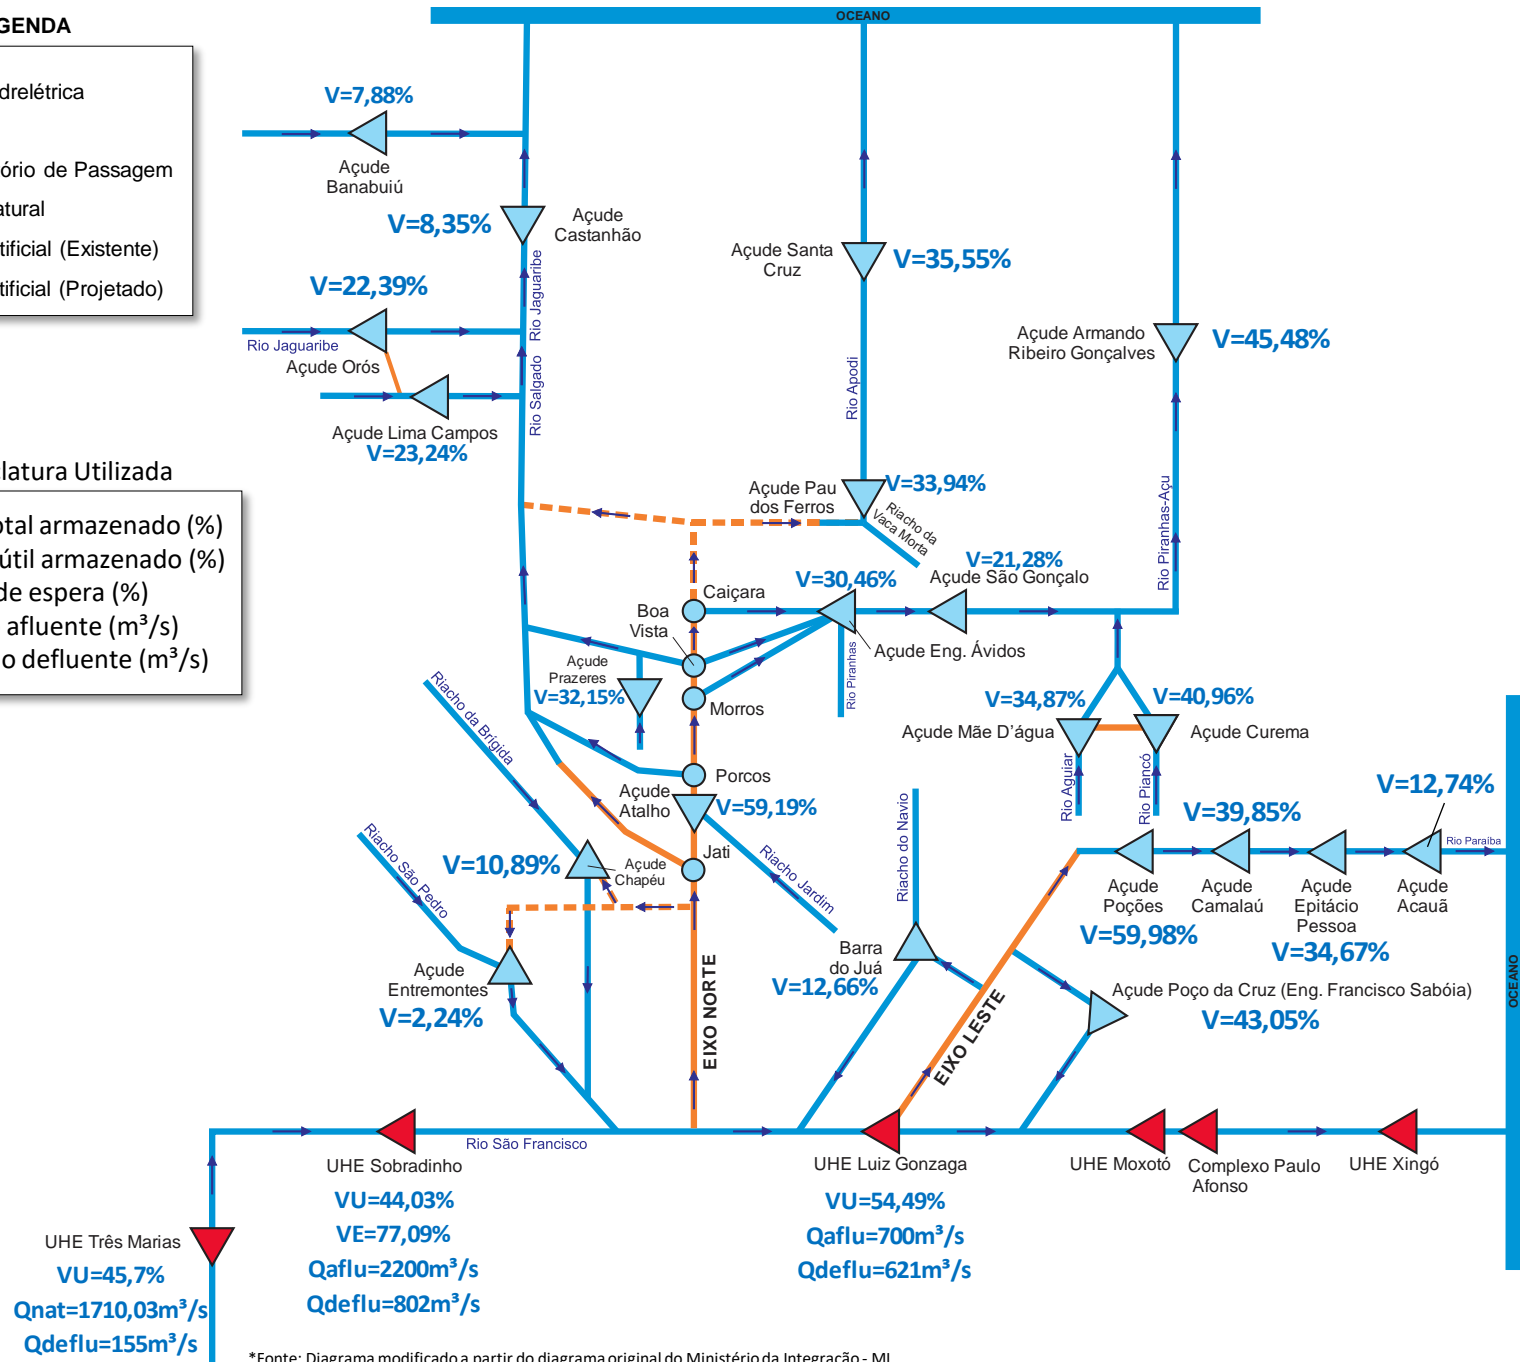 OCEANO
GENDA
drelétrica
ório de Passagem
atural
tificial (Existente)
tificial (Projetado)
V=7,88%
Açude
Banabuiú
V=8,35%
Açude
Castanhão
Rio Jaguaribe
V=22,39%
Rio Jaguaribe
Açude Orós
Rio Salgado
Açude Lima Campos
V=23,24%
Açude Santa
Cruz
V=35,55%
Rio Apodi
Açude Armando
Ribeiro Gonçalves
V=45,48%
Rio Piranhas-Açu
clatura Utilizada
otal armazenado (%)
útil armazenado (%)
de espera (%)
afluente (m³/s)
o defluente (m³/s)
Açude Pau
dos Ferros
V=33,94%
Riacho da
Vaca Morta
V=21,28%
Açude São Gonçalo
V=30,46%
Caiçara
Boa
Vista
Açude Eng. Ávidos
Rio Piranhas
Açude
Prazeres
V=32,15%
Morros
Riacho da Brígida
V=34,87%
V=40,96%
Açude Mãe D'água
Açude Curema
Rio Aguiar
Rio Piancó
Porcos
Açude
Atalho
V=59,19%
Riacho do Navio
V=12,74%
V=39,85%
Rio Paraíba
Jati
Riacho Jardim
Riacho São Pedro
V=10,89%
Açude
Chapéu
Açude
Poções
V=59,98%
Açude
Camalaú
Açude
Epitácio
Pessoa
V=34,67%
Açude
Acauã
Barra
do Juá
V=12,66%
Açude
Entremontes
V=2,24%
EIXO NORTE
EIXO LESTE
Açude Poço da Cruz (Eng. Francisco Sabóia)
V=43,05%
OCEANO
Rio São Francisco
UHE Sobradinho
VU=44,03%
VE=77,09%
Qaflu=2200m³/s
Qdeflu=802m³/s
UHE Luiz Gonzaga
VU=54,49%
Qaflu=700m³/s
Qdeflu=621m³/s
UHE Moxotó
Complexo Paulo
Afonso
UHE Xingó
UHE Três Marias
VU=45,7%
Qnat=1710,03m³/s
Qdeflu=155m³/s
*Fonte: Diagrama modificado a partir do diagrama original do Ministério da Integração - MI